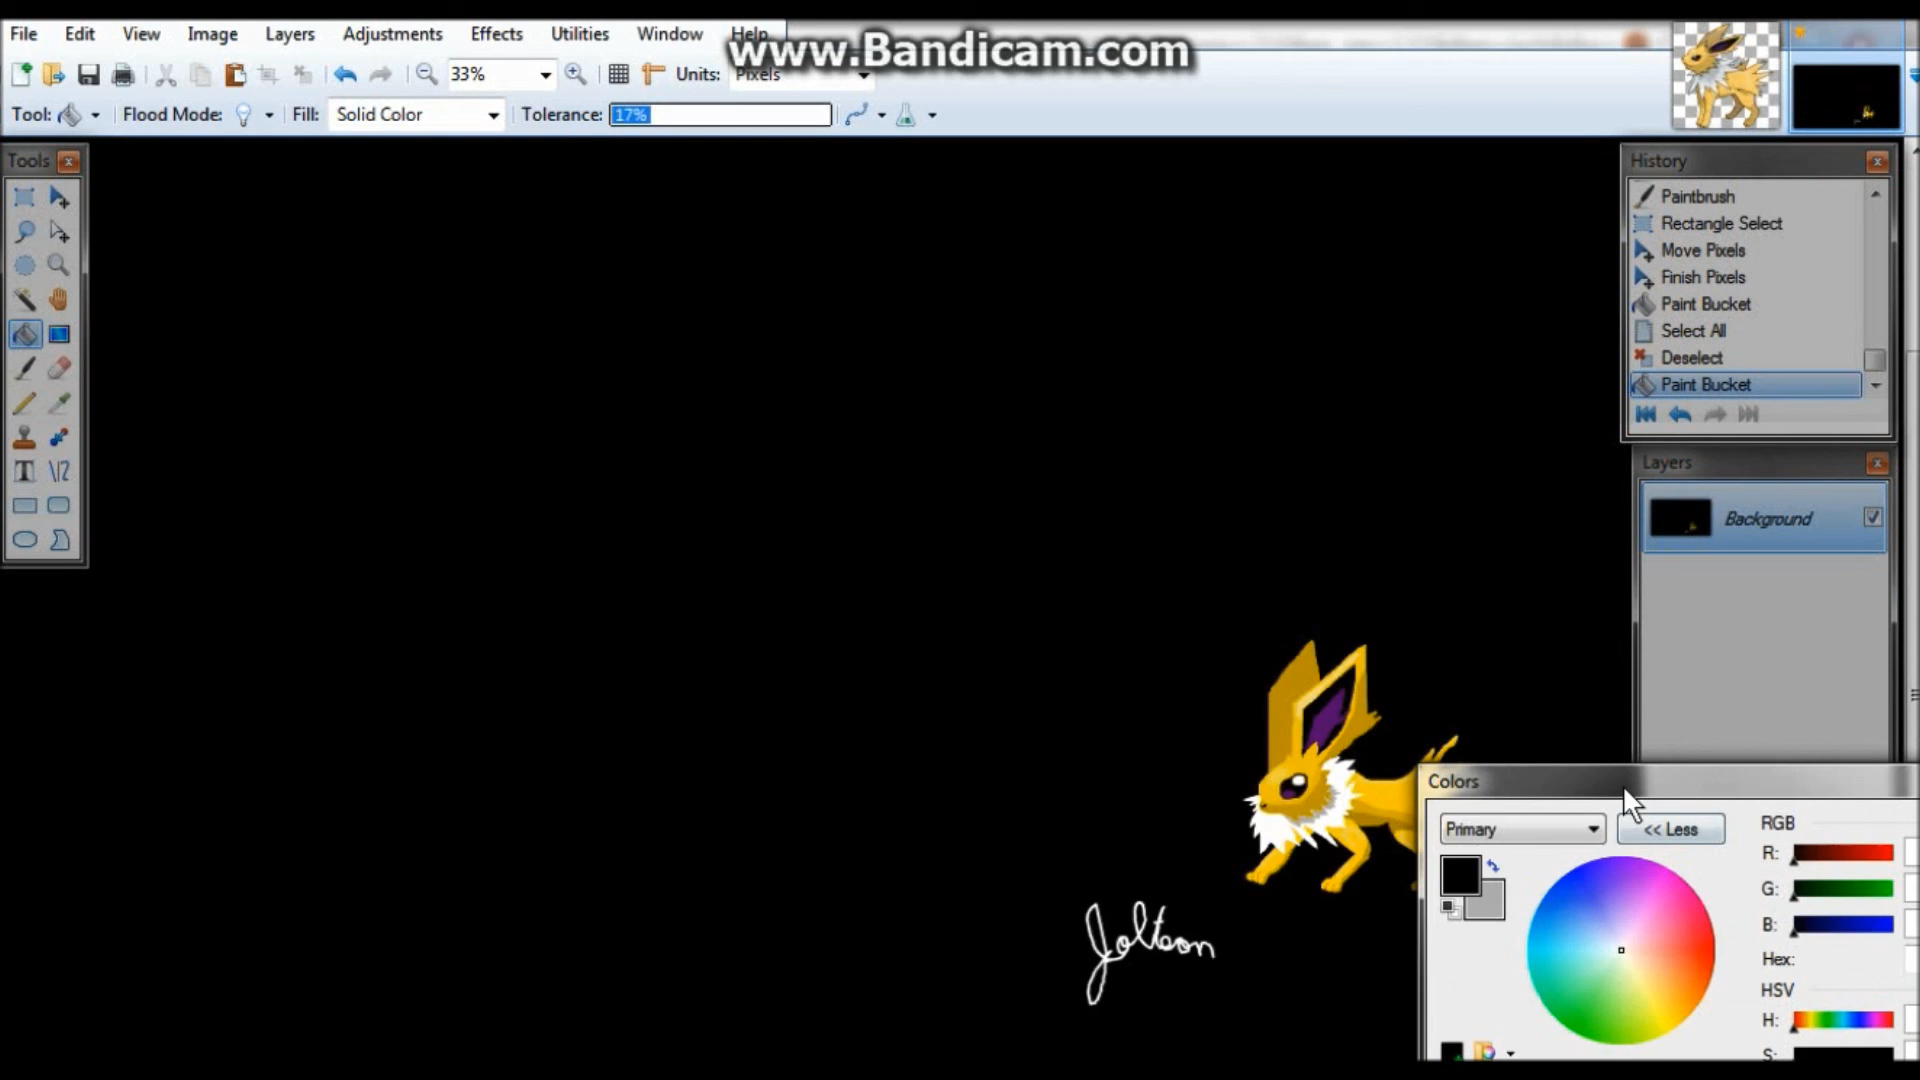 File Edit View Image Layers Adjustments Effects Utilities Window Help
www.Bandicam.com
33% Units: Pixels
Tool: Flood Mode: Fill: Solid Color Tolerance: 17%
Tools
History
Paintbrush
Rectangle Select
Move Pixels
Finish Pixels
Paint Bucket
Select All
Deselect
Paint Bucket
Layers
Background
Colors
Primary << Less RGB
R:
G:
B:
Hex:
HSV
H:
S:
Jolteon